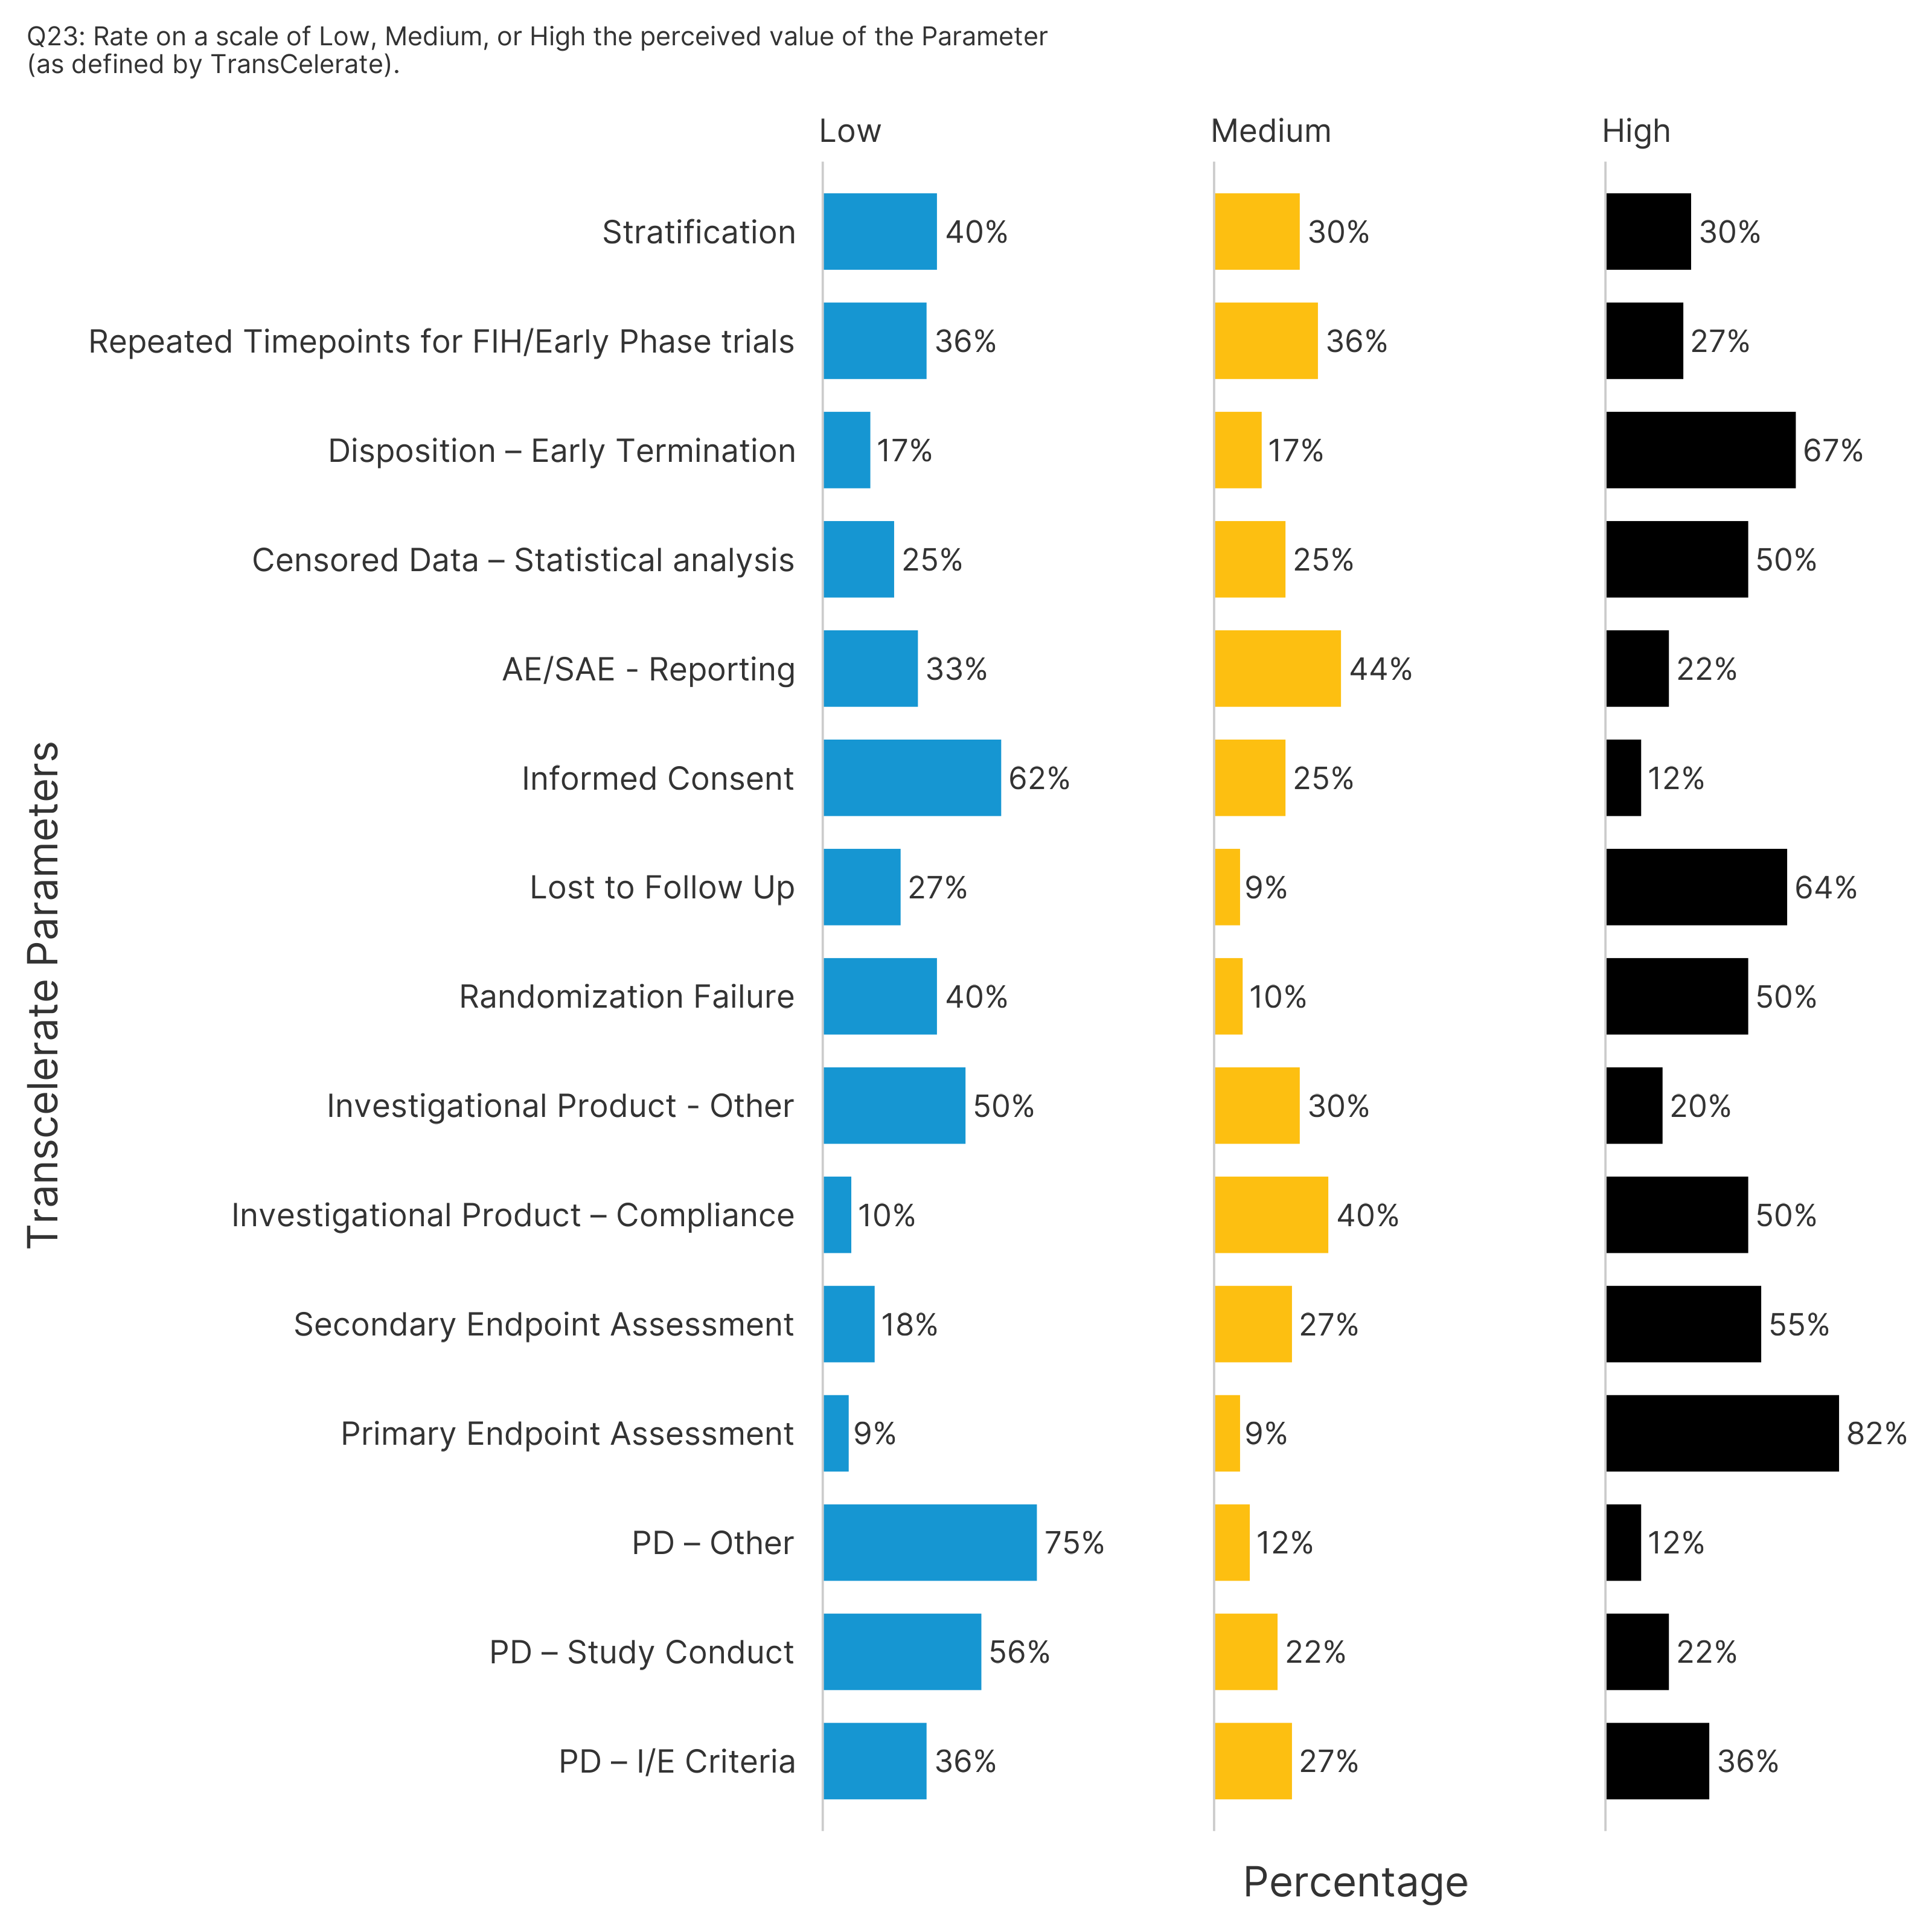 Q23: Rate on a scale of Low, Medium, or High the perceived value of the Parameter
(as defined by TransCelerate).
Low Medium High
Stratification 40% 30% 30%
Repeated Timepoints for FIH/Early Phase trials 36% 36% 27%
Disposition – Early Termination 17% 17% 67%
Censored Data – Statistical analysis 25% 25% 50%
AE/SAE - Reporting 33% 44% 22%
Informed Consent 62% 25% 12%
Lost to Follow Up 27% 9% 64%
Randomization Failure 40% 10% 50%
Investigational Product - Other 50% 30% 20%
Investigational Product – Compliance 10% 40% 50%
Secondary Endpoint Assessment 18% 27% 55%
Primary Endpoint Assessment 9% 9% 82%
PD – Other 75% 12% 12%
PD – Study Conduct 56% 22% 22%
PD – I/E Criteria 36% 27% 36%
Transcelerate Parameters
Percentage